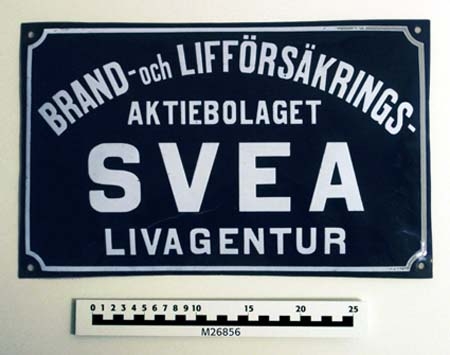 BRAND- och LIFFÖRSÄKRINGS-
AKTIEBOLAGET
SVEA
LIVAGENTUR
0 1 2 3 4 5 6 7 8 9 10 15 20 25
M26856